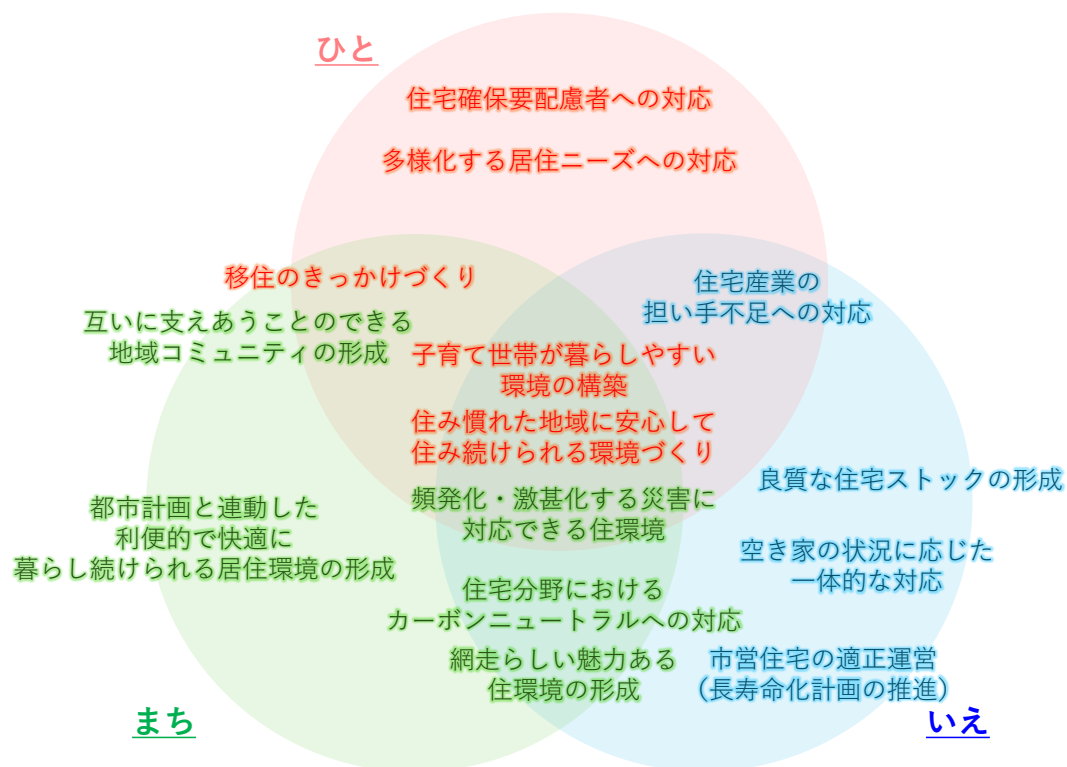 ひと
住宅確保要配慮者への対応
多様化する居住ニーズへの対応
移住のきっかけづくり
住宅産業の
担い手不足への対応
互いに支えあうことのできる
地域コミュニティの形成
子育て世帯が暮らしやすい
環境の構築
住み慣れた地域に安心して
住み続けられる環境づくり
良質な住宅ストックの形成
都市計画と連動した
利便的で快適に
暮らし続けられる居住環境の形成
頻発化・激甚化する災害に
対応できる住環境
空き家の状況に応じた
一体的な対応
住宅分野における
カーボンニュートラルへの対応
網走らしい魅力ある
住環境の形成
市営住宅の適正運営
（長寿命化計画の推進）
まち
いえ